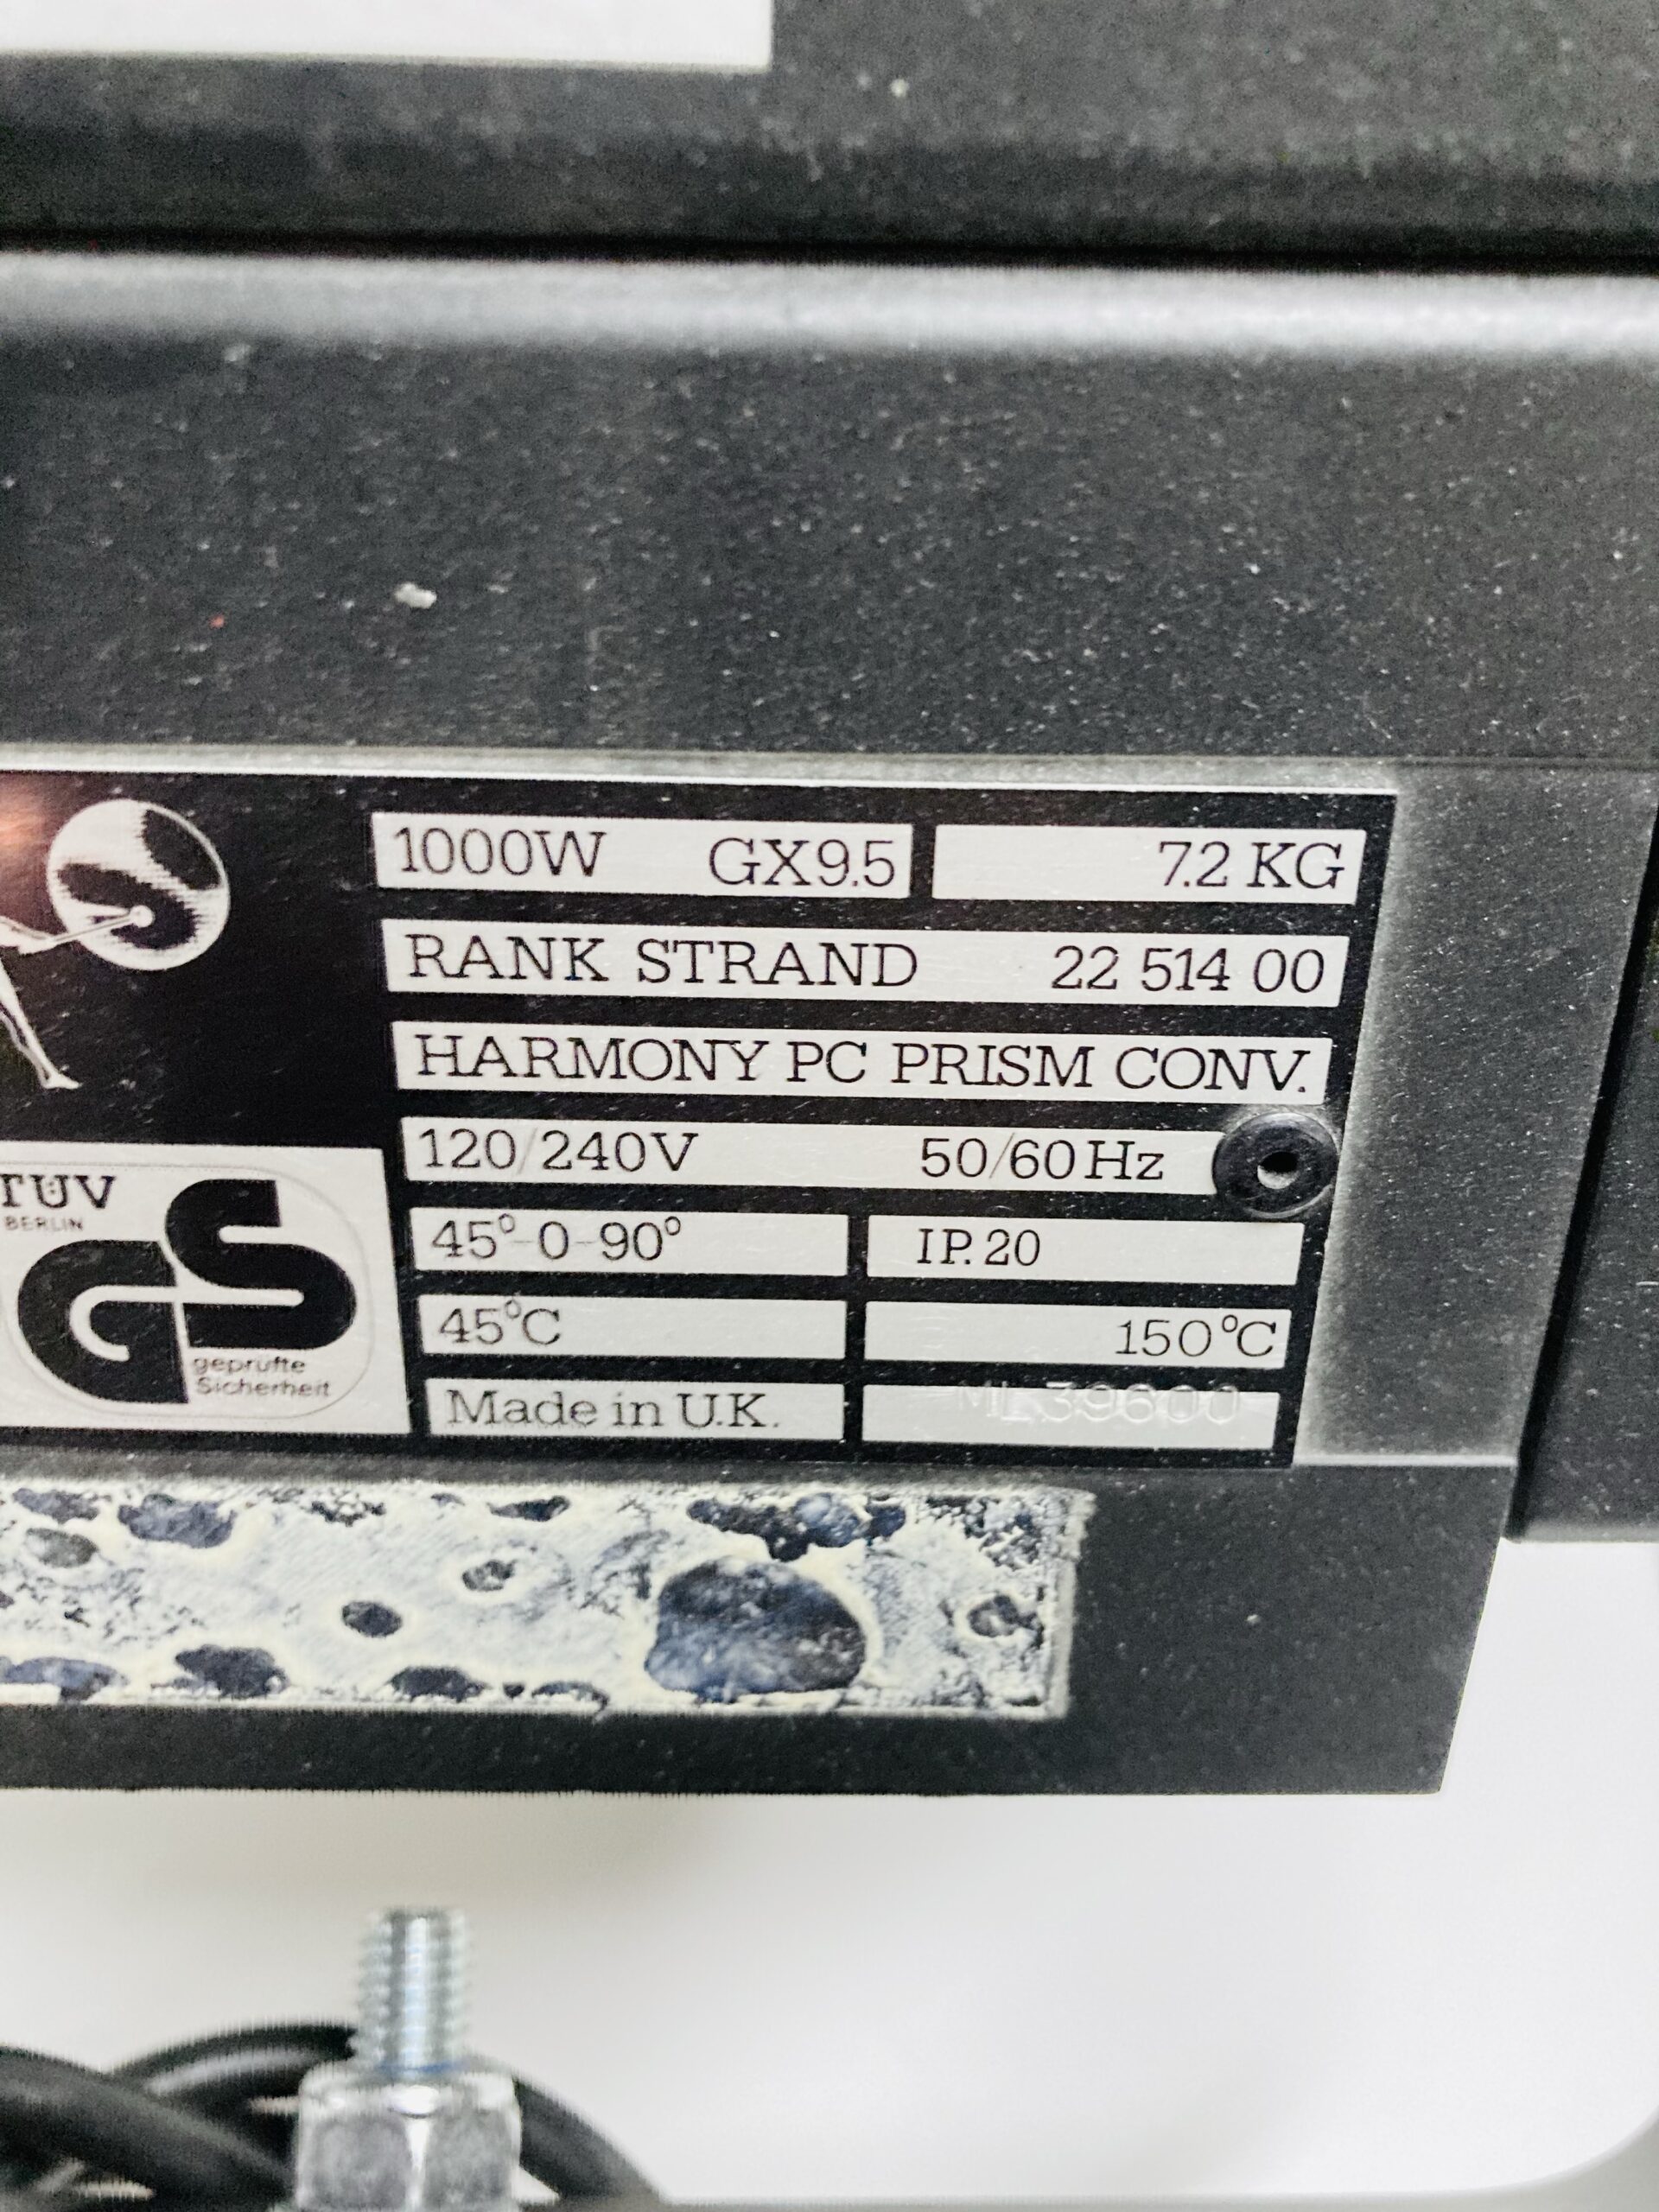 1000W GX9.5 7.2 KG
RANK STRAND 22 514 00
HARMONY PC PRISM CONV.
120/240V 50/60Hz
TÜV
BERLIN
45°-0-90° IP.20
GS
45°C 150°C
geprüfte
Sicherheit
Made in U.K. ML39600